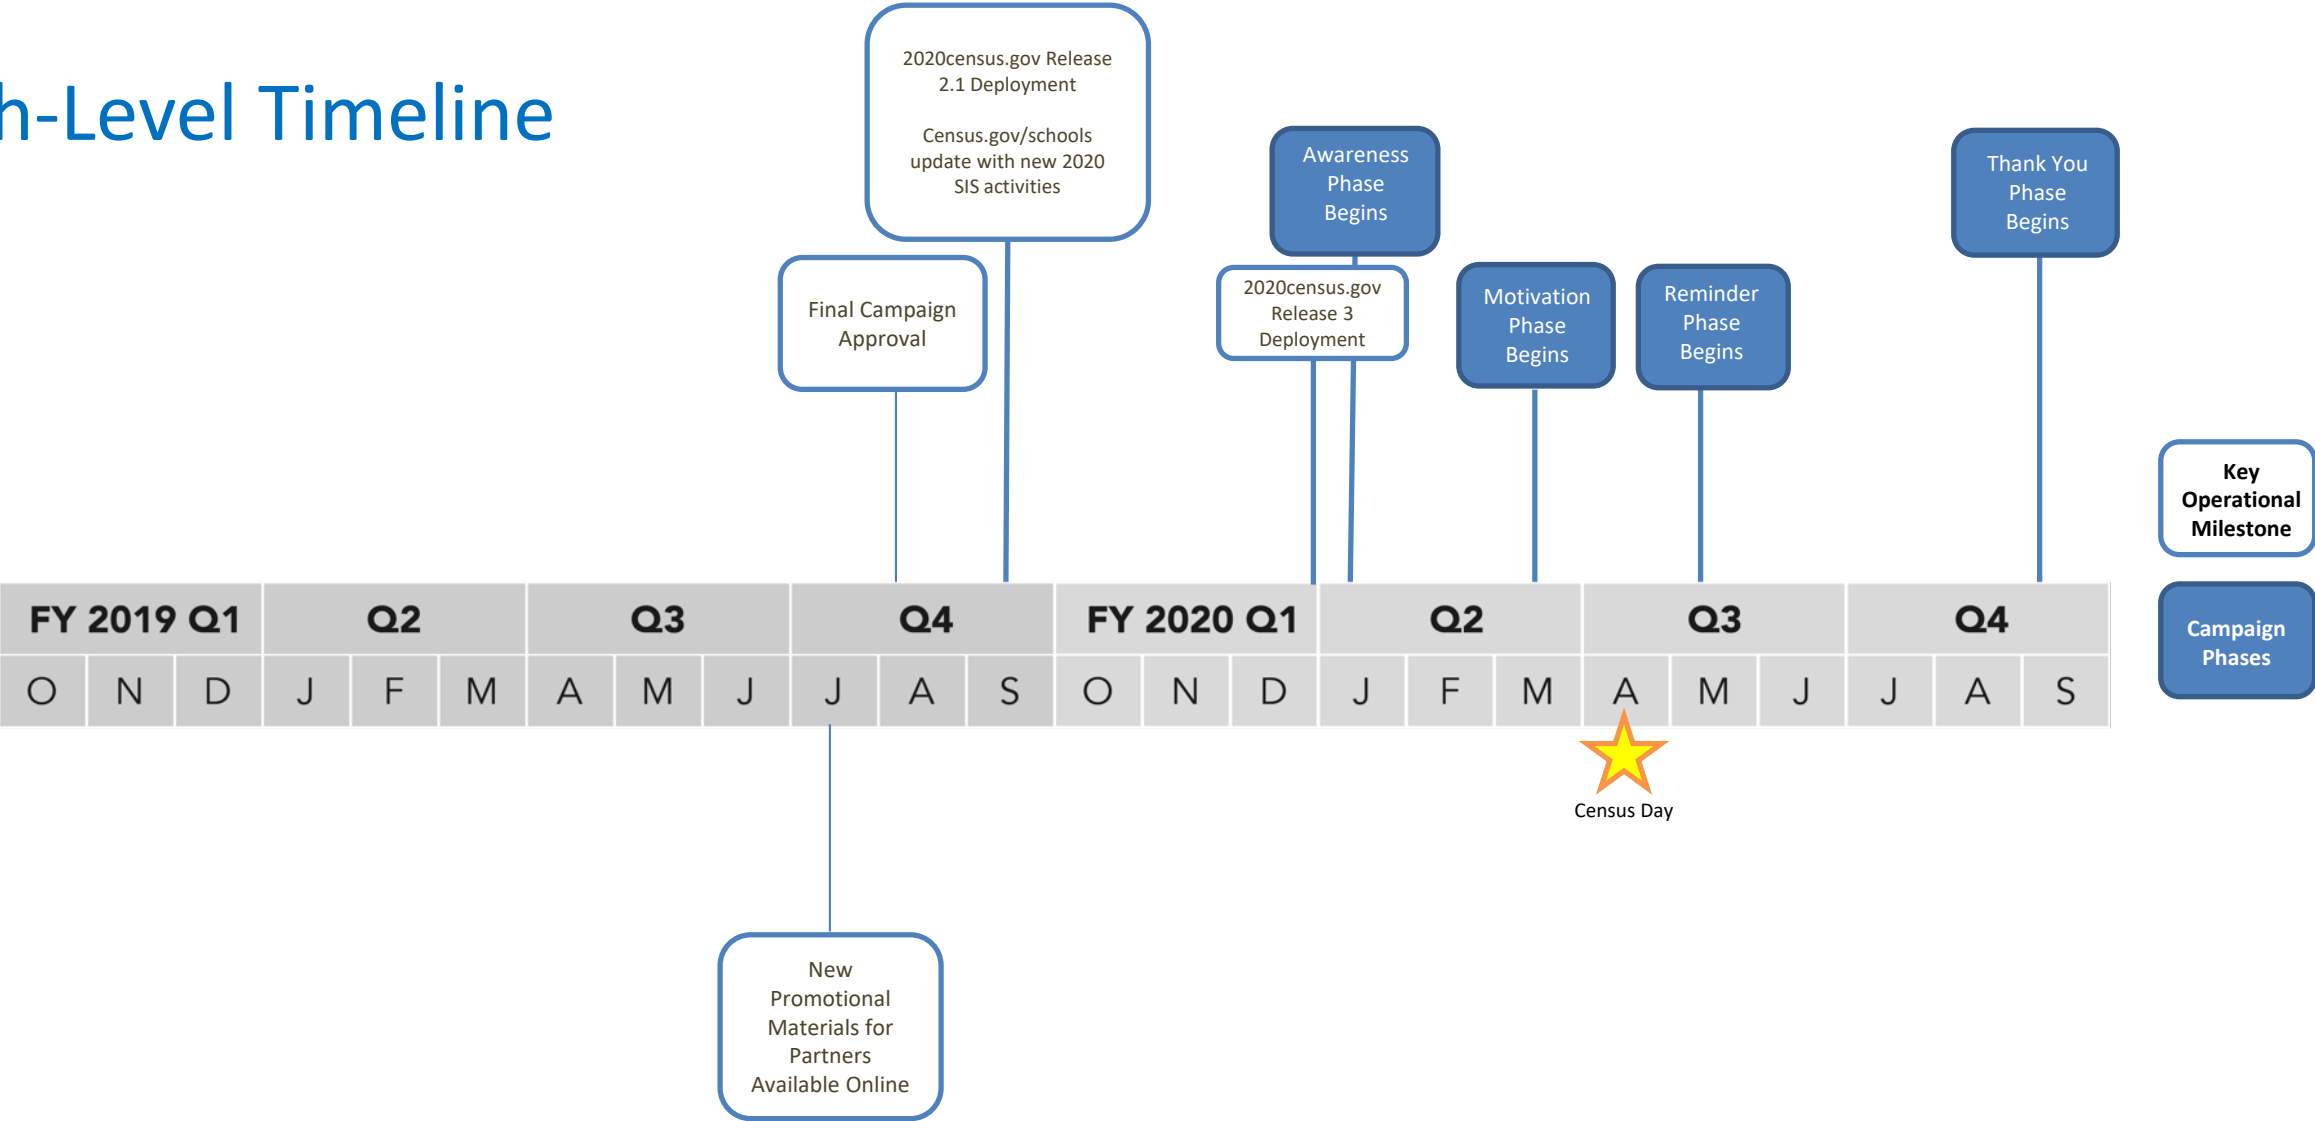 h-Level Timeline
2020census.gov Release
2.1 Deployment
Census.gov/schools
update with new 2020
SIS activities
Final Campaign
Approval
Awareness
Phase
Begins
2020census.gov
Release 3
Deployment
Motivation
Phase
Begins
Reminder
Phase
Begins
Thank You
Phase
Begins
Key
Operational
Milestone
Campaign
Phases
FY 2019 Q1 Q2 Q3 Q4 FY 2020 Q1 Q2 Q3 Q4
O N D J F M A M J J A S O N D J F M A M J J A S
Census Day
New
Promotional
Materials for
Partners
Available Online